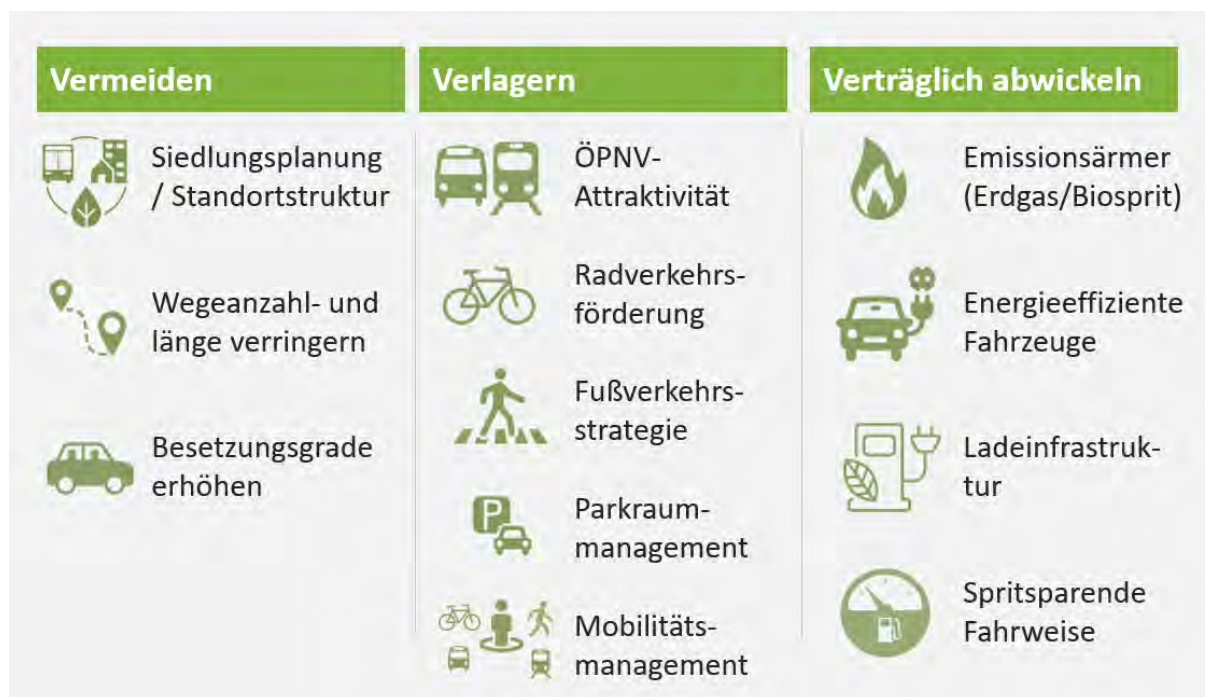 Vermeiden
Siedlungsplanung
/ Standortstruktur
Wegeanzahl- und
länge verringern
Besetzungsgrade
erhöhen
Verlagern
ÖPNV-
Attraktivität
Radverkehrs-
förderung
Fußverkehrs-
strategie
P
Parkraum-
management
Mobilitäts-
management
Verträglich abwickeln
Emissionsärmer
(Erdgas/Biosprit)
Energieeffiziente
Fahrzeuge
Ladeinfrastruk-
tur
Spritsparende
Fahrweise